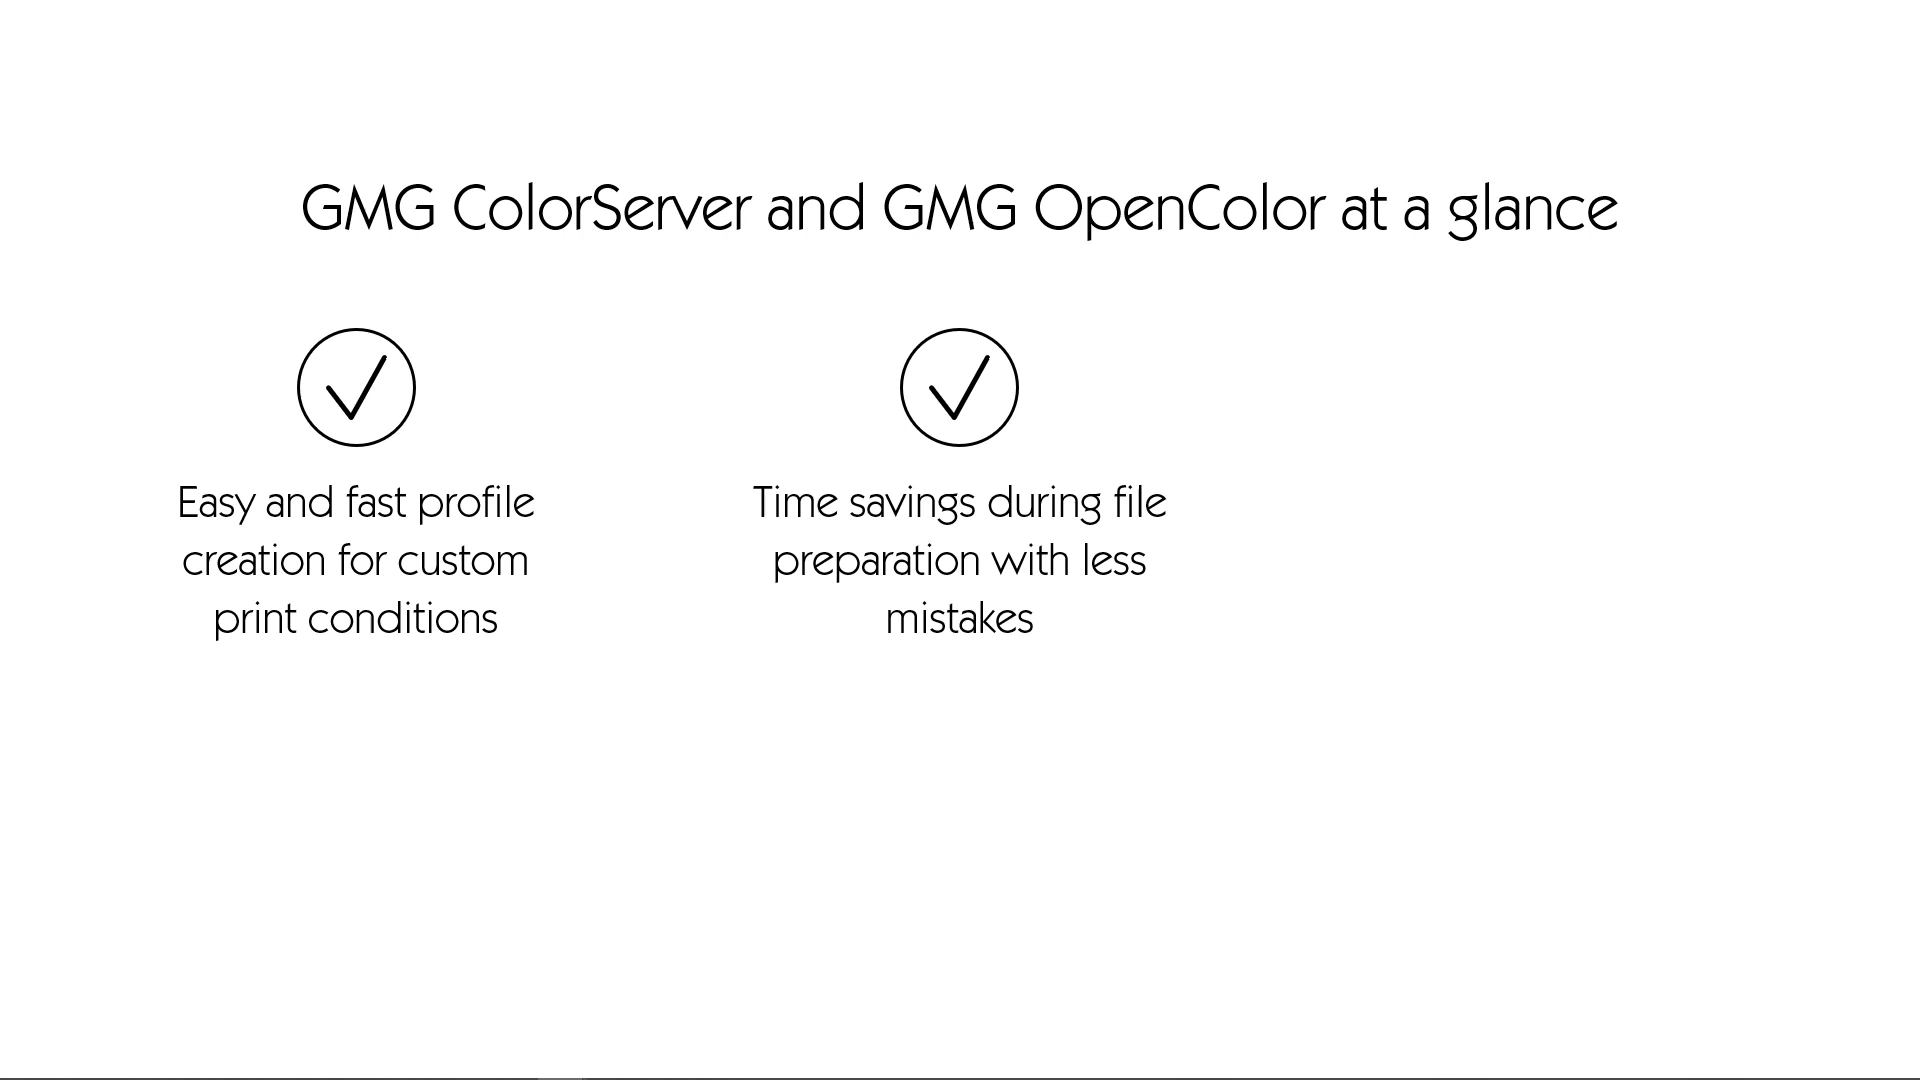 GMG ColorServer and GMG OpenColor at a glance
Easy and fast profile
creation for custom
print conditions
Time savings during file
preparation with less
mistakes